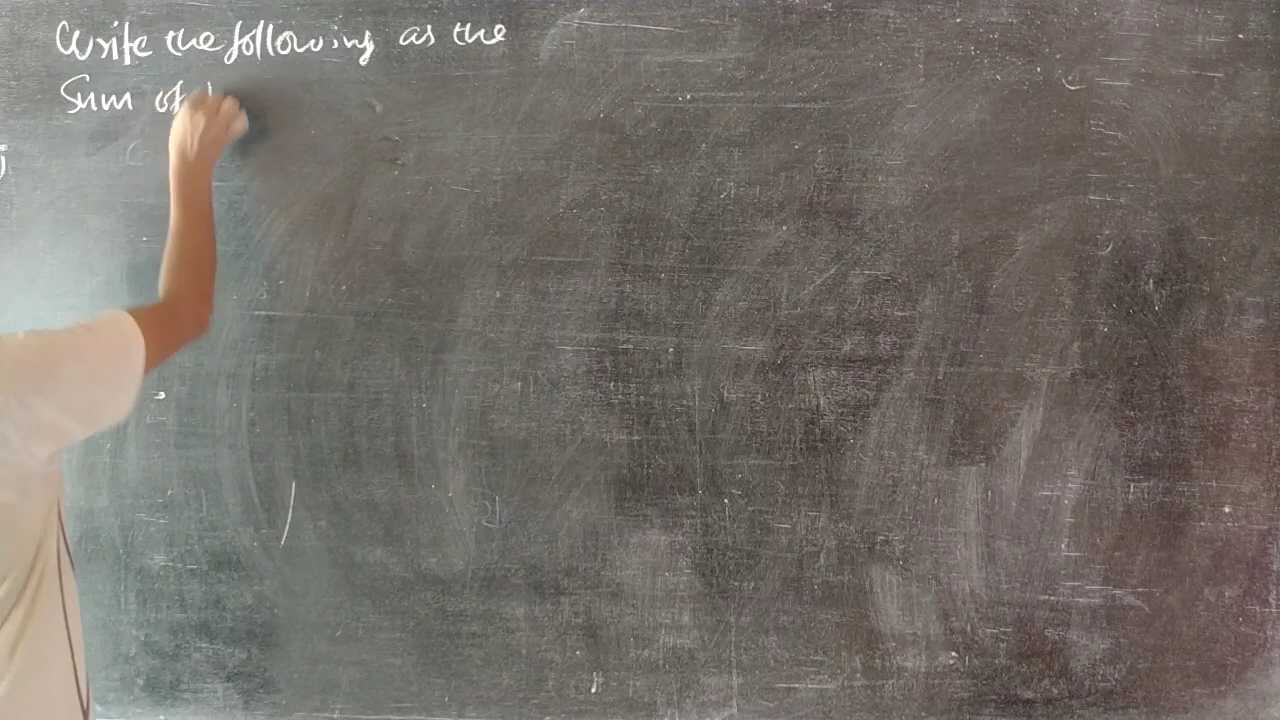 Write the following as the
Sum of